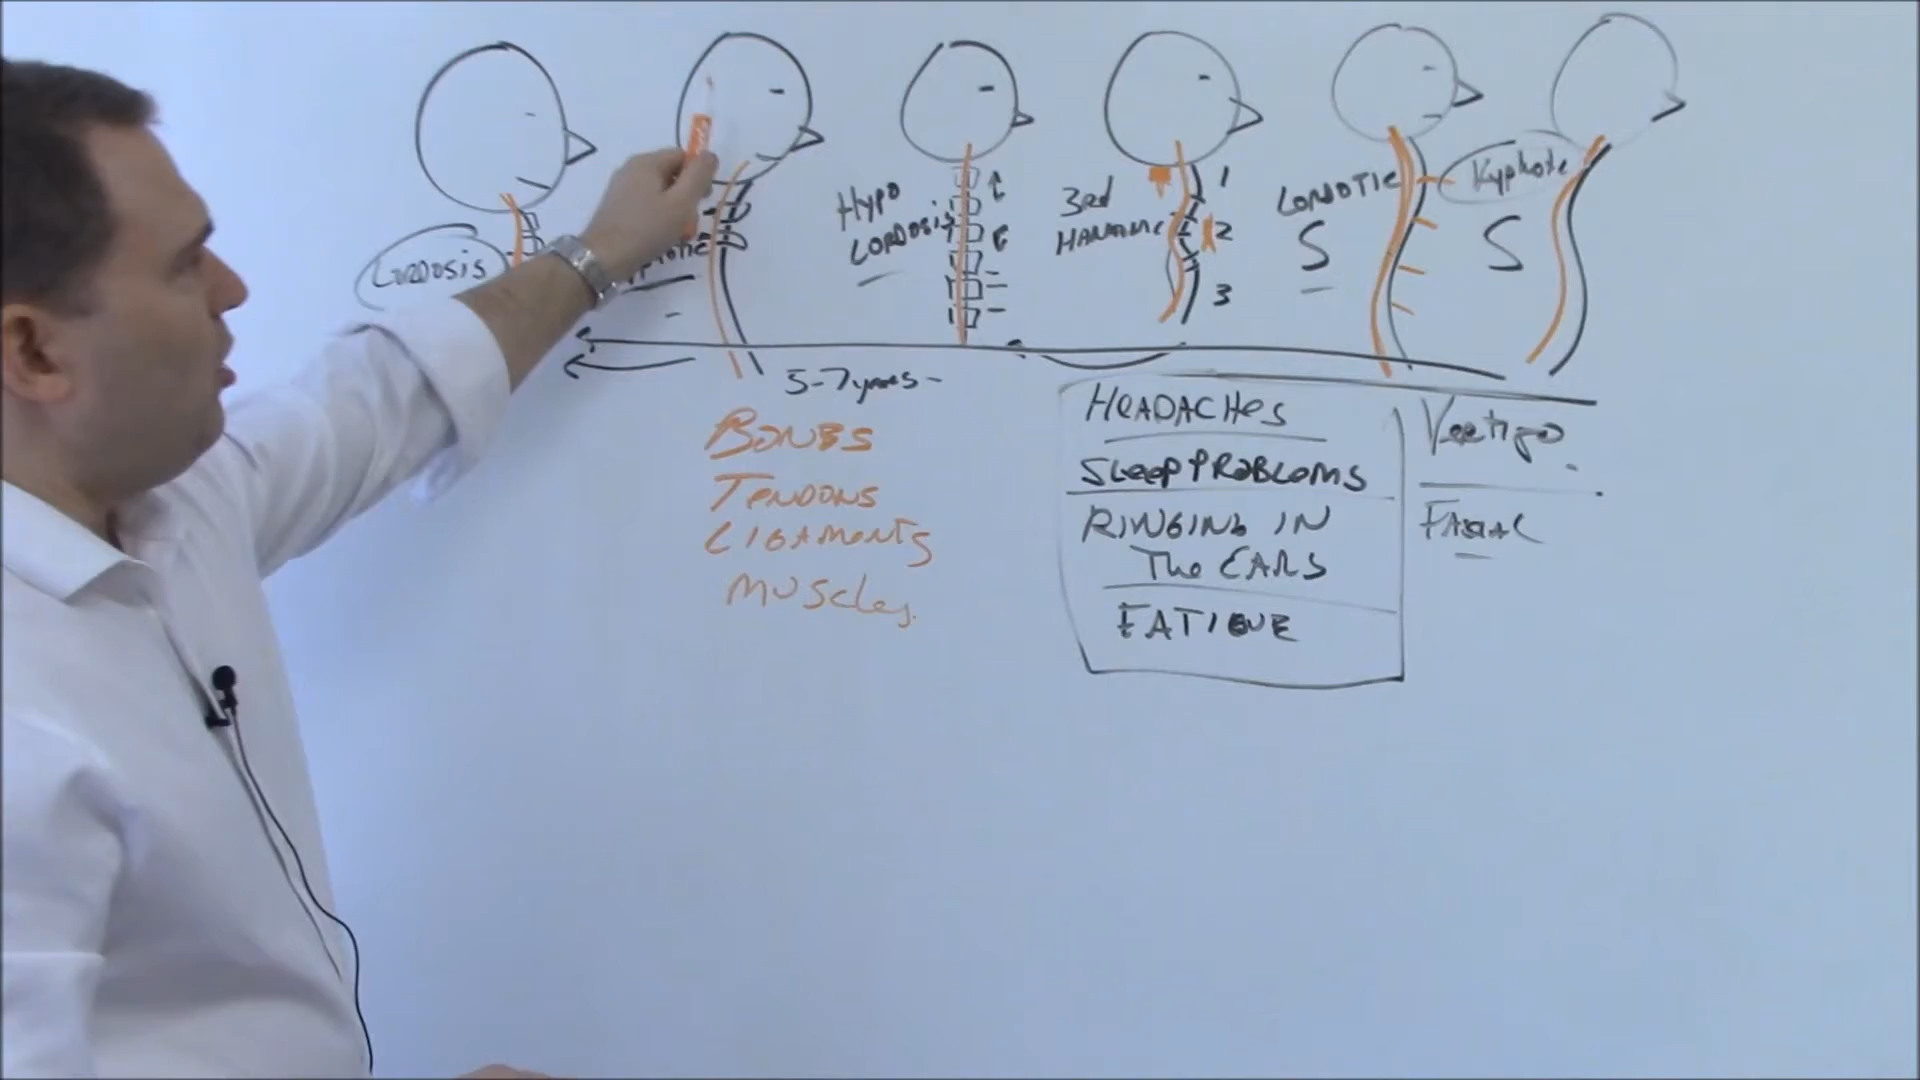 LORDOSIS
HYPO
LORDOSIS
3rd
HARMONIC
1
2
3
LORDOTIC
S
Kyphotic
S
5-7 years
BONES
TENDONS
LIGAMENTS
MUSCLES
HEADACHES
SLEEP PROBLEMS
RINGING IN
The EARS
FATIGUE
Vertigo
FACIAL